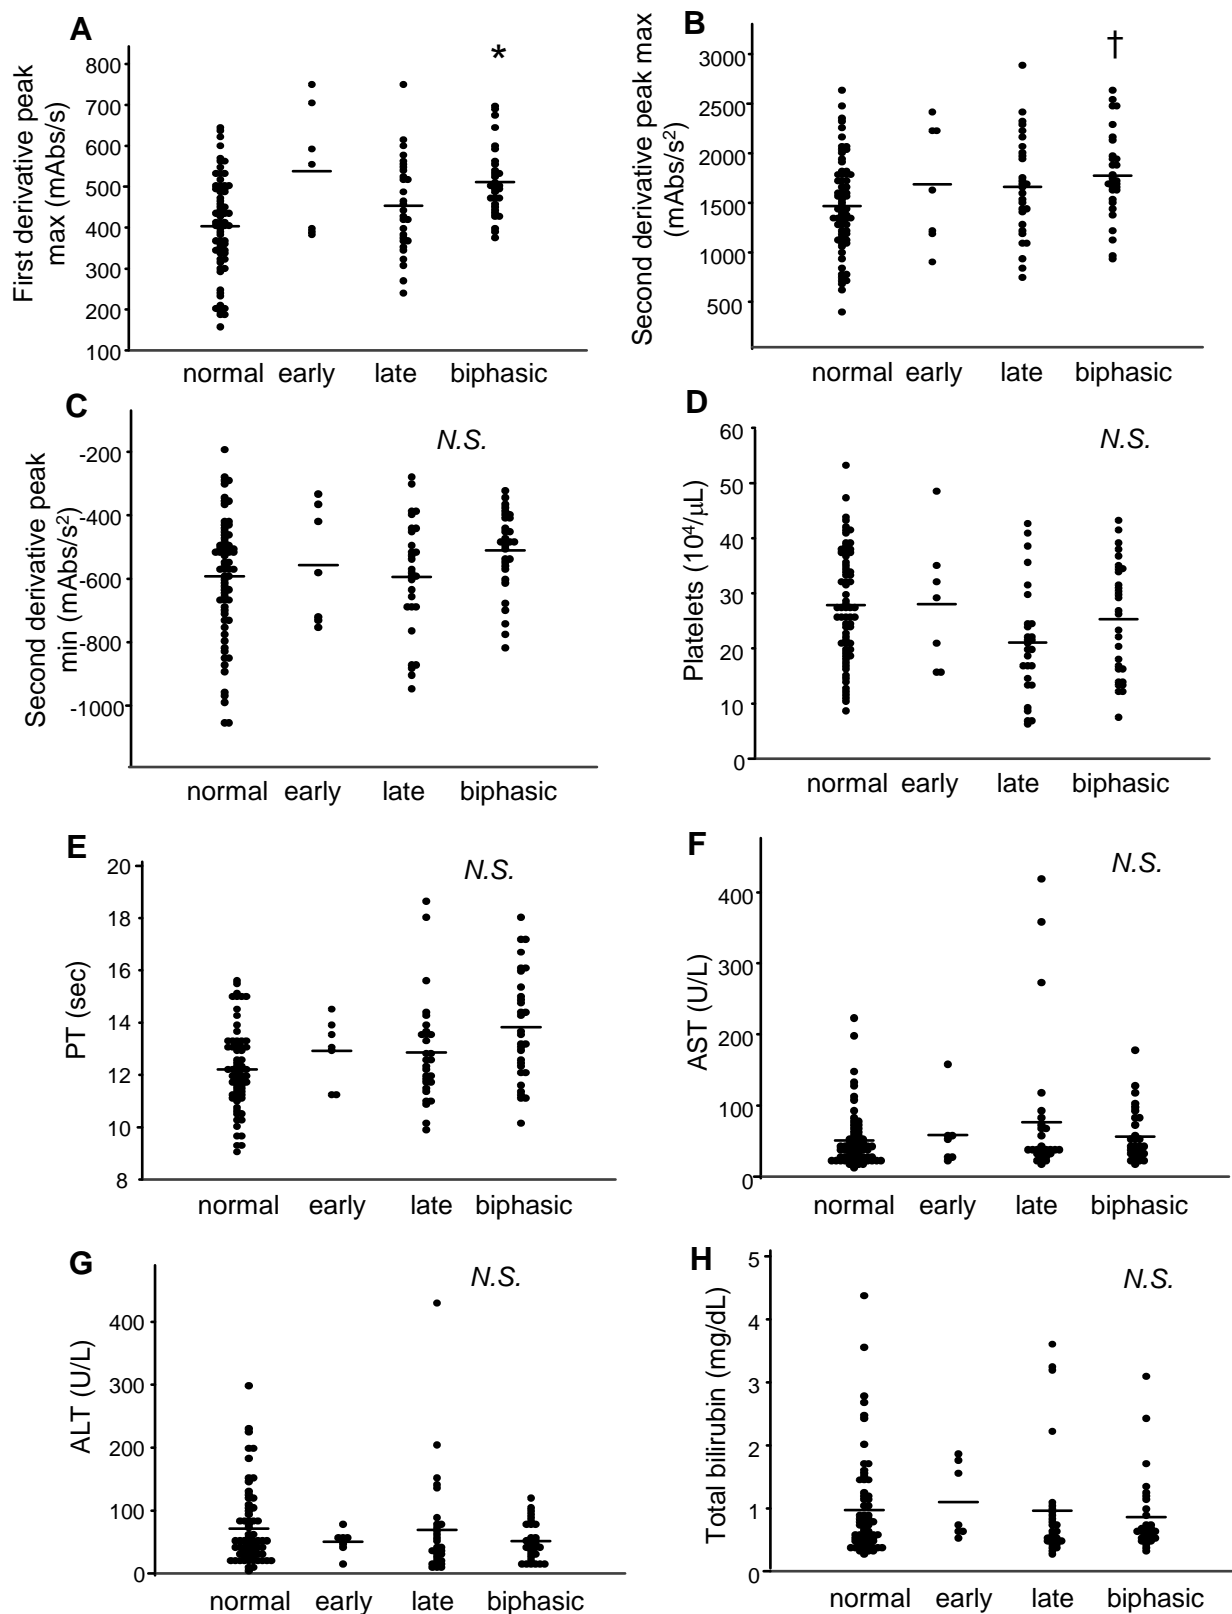 A
*
First derivative peak
max (mAbs/s)
800
700
600
500
400
300
200
100
normal early late biphasic
B
†
Second derivative peak max
(mAbs/s²)
3000
2500
2000
1500
1000
500
normal early late biphasic
C
N.S.
Second derivative peak
min (mAbs/s²)
-200
-400
-600
-800
-1000
normal early late biphasic
D
N.S.
Platelets (10⁴/μL)
60
50
40
30
20
10
0
normal early late biphasic
E
N.S.
PT (sec)
20
18
16
14
12
10
8
normal early late biphasic
F
N.S.
AST (U/L)
400
300
200
100
0
normal early late biphasic
G
N.S.
ALT (U/L)
400
300
200
100
0
normal early late biphasic
H
N.S.
Total bilirubin (mg/dL)
5
4
3
2
1
0
normal early late biphasic